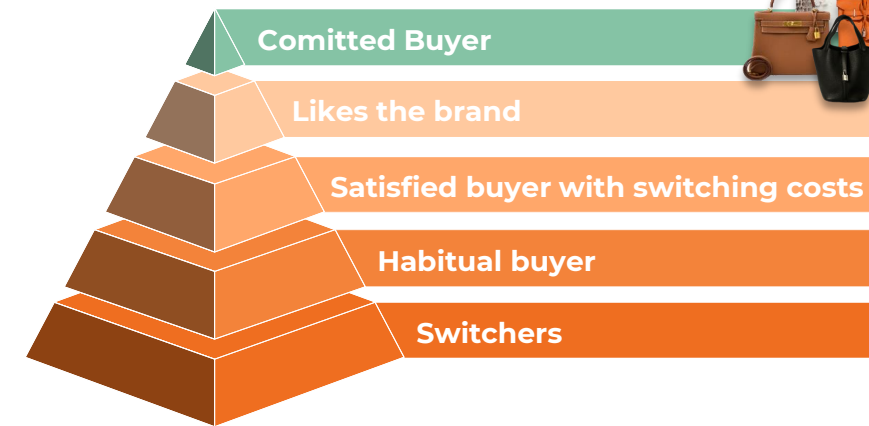 Comitted Buyer
Likes the brand
Satisfied buyer with switching costs
Habitual buyer
Switchers